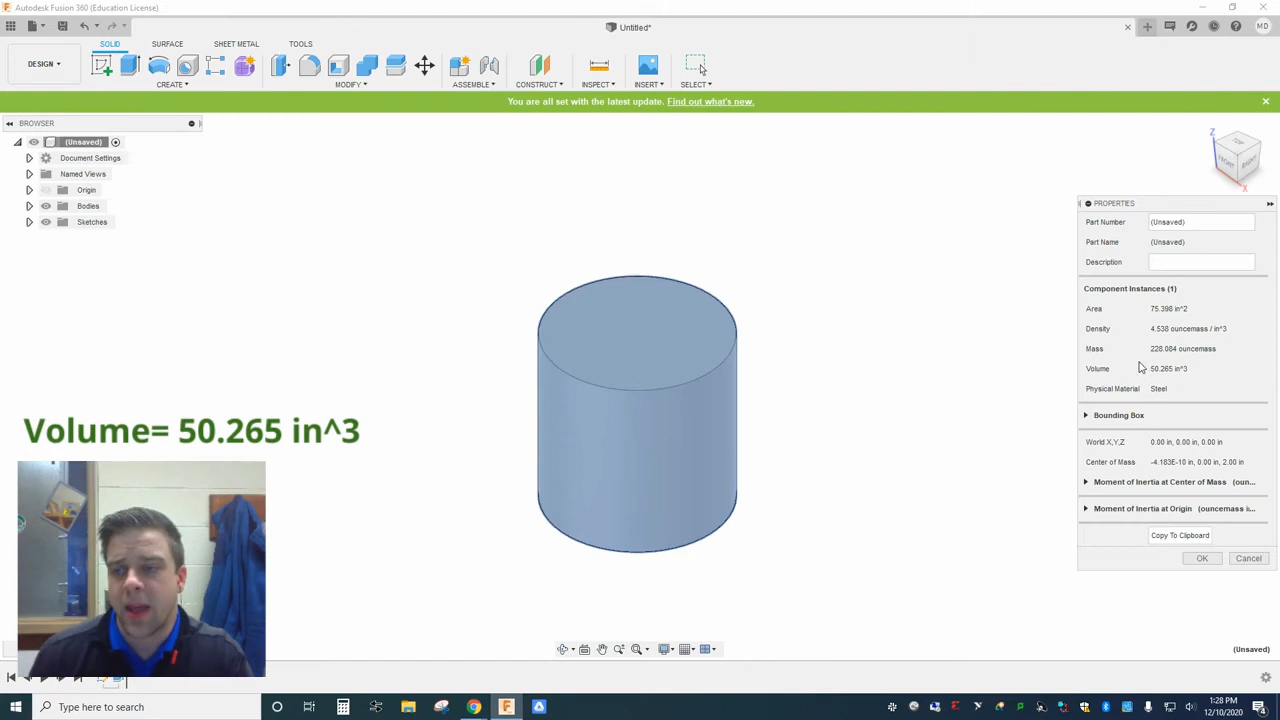 Autodesk Fusion 360 (Education License)
Untitled*
MD
SOLID SURFACE SHEET METAL TOOLS
DESIGN
CREATE MODIFY ASSEMBLE CONSTRUCT INSPECT INSERT SELECT
You are all set with the latest update. Find out what's new.
BROWSER
(Unsaved)
Document Settings
Named Views
Origin
Bodies
Sketches
Z
TOP
FRONT
RIGHT
X
PROPERTIES
Part Number (Unsaved)
Part Name (Unsaved)
Description
Component Instances (1)
Area 75.398 in^2
Density 4.538 ouncemass / in^3
Mass 228.084 ouncemass
Volume 50.265 in^3
Physical Material Steel
Bounding Box
World X,Y,Z 0.00 in, 0.00 in, 0.00 in
Center of Mass -4.183E-10 in, 0.00 in, 2.00 in
Moment of Inertia at Center of Mass (oun...
Moment of Inertia at Origin (ouncemass i...
Copy To Clipboard
OK Cancel
Volume= 50.265 in^3
(Unsaved)
Type here to search
1:28 PM
12/10/2020